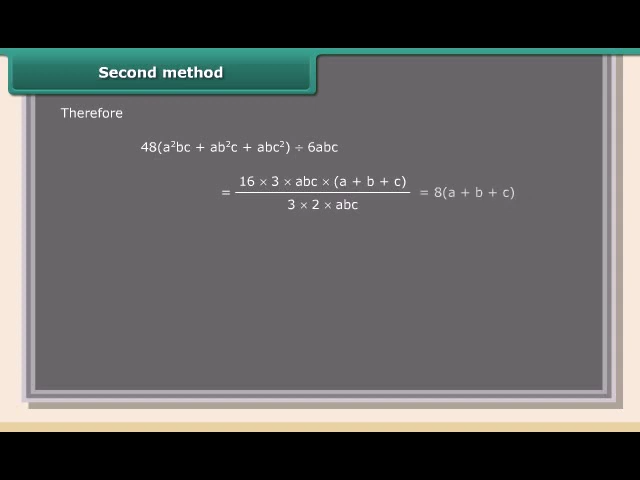 Second method
Therefore
48(a²bc + ab²c + abc²) ÷ 6abc
= 16 × 3 × abc × (a + b + c) / 3 × 2 × abc = 8(a + b + c)